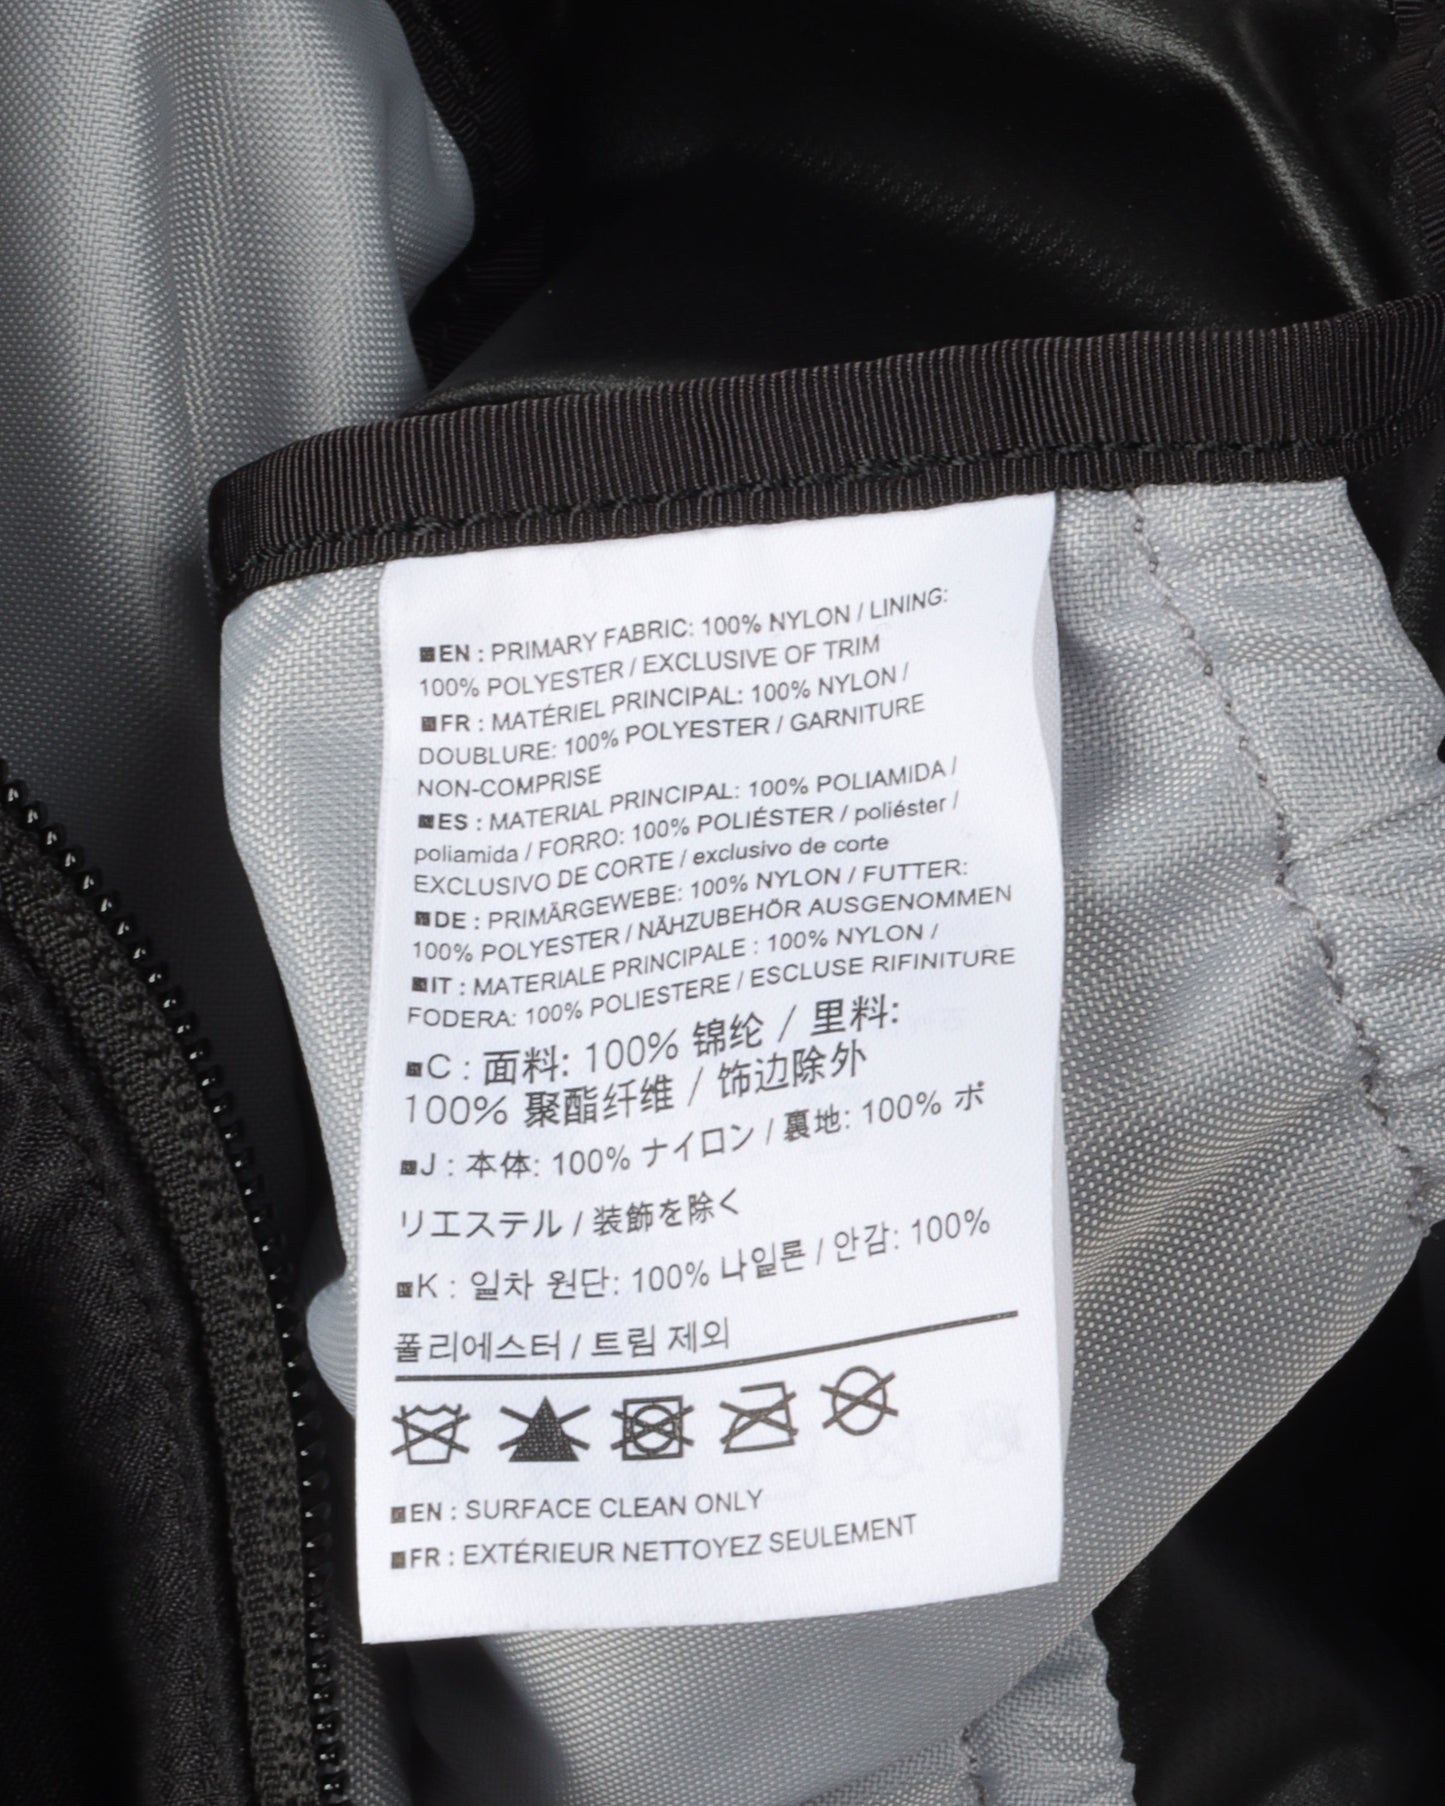 EN : PRIMARY FABRIC: 100% NYLON / LINING:
100% POLYESTER / EXCLUSIVE OF TRIM
FR : MATÉRIEL PRINCIPAL: 100% NYLON /
DOUBLURE: 100% POLYESTER / GARNITURE
NON-COMPRISE
ES : MATERIAL PRINCIPAL: 100% POLIAMIDA /
poliamida / FORRO: 100% POLIÉSTER / poliéster /
EXCLUSIVO DE CORTE / exclusivo de corte
DE : PRIMÄRGEWEBE: 100% NYLON / FUTTER:
100% POLYESTER / NÄHZUBEHÖR AUSGENOMMEN
IT : MATERIALE PRINCIPALE : 100% NYLON /
FODERA: 100% POLIESTERE / ESCLUSE RIFINITURE
C : 面料: 100% 锦纶 / 里料:
100% 聚酯纤维 / 饰边除外
J : 本体: 100% ナイロン / 裏地: 100% ポ
リエステル / 装飾を除く
K : 일차 원단: 100% 나일론 / 안감: 100%
폴리에스터 / 트림 제외
EN : SURFACE CLEAN ONLY
FR : EXTÉRIEUR NETTOYEZ SEULEMENT